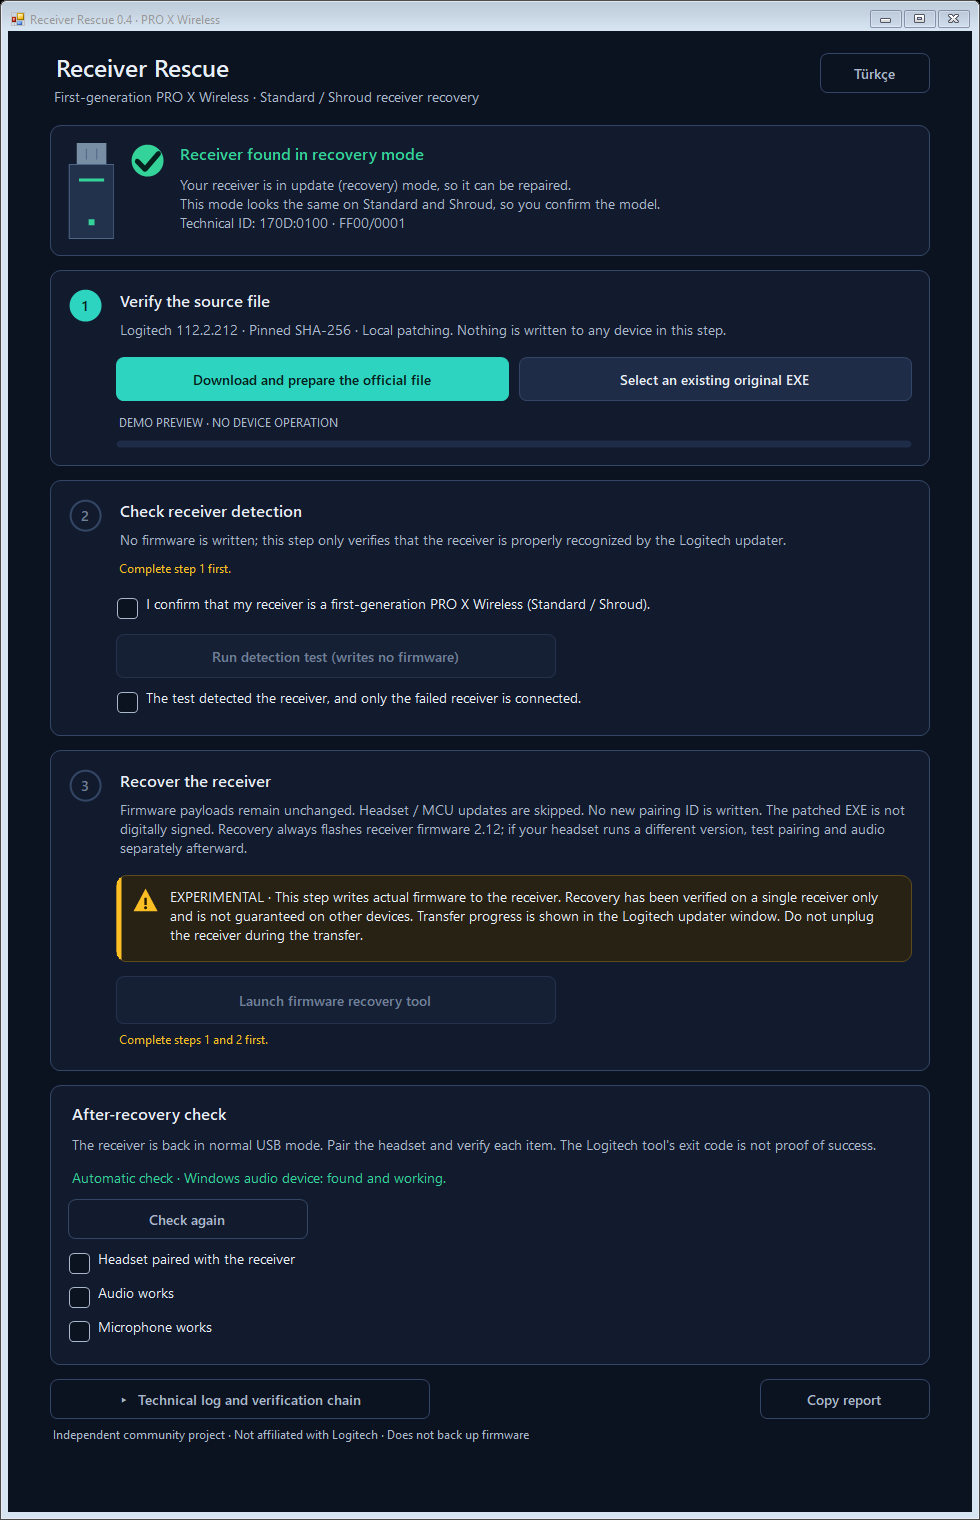 Receiver Rescue 0.4 · PRO X Wireless
Receiver Rescue
Türkçe
First-generation PRO X Wireless · Standard / Shroud receiver recovery
Receiver found in recovery mode
Your receiver is in update (recovery) mode, so it can be repaired.
This mode looks the same on Standard and Shroud, so you confirm the model.
Technical ID: 170D:0100 · FF00/0001
1
Verify the source file
Logitech 112.2.212 · Pinned SHA-256 · Local patching. Nothing is written to any device in this step.
Download and prepare the official file
Select an existing original EXE
DEMO PREVIEW · NO DEVICE OPERATION
2
Check receiver detection
No firmware is written; this step only verifies that the receiver is properly recognized by the Logitech updater.
Complete step 1 first.
I confirm that my receiver is a first-generation PRO X Wireless (Standard / Shroud).
Run detection test (writes no firmware)
The test detected the receiver, and only the failed receiver is connected.
3
Recover the receiver
Firmware payloads remain unchanged. Headset / MCU updates are skipped. No new pairing ID is written. The patched EXE is not
digitally signed. Recovery always flashes receiver firmware 2.12; if your headset runs a different version, test pairing and audio
separately afterward.
EXPERIMENTAL · This step writes actual firmware to the receiver. Recovery has been verified on a single receiver only
and is not guaranteed on other devices. Transfer progress is shown in the Logitech updater window. Do not unplug
the receiver during the transfer.
Launch firmware recovery tool
Complete steps 1 and 2 first.
After-recovery check
The receiver is back in normal USB mode. Pair the headset and verify each item. The Logitech tool's exit code is not proof of success.
Automatic check · Windows audio device: found and working.
Check again
Headset paired with the receiver
Audio works
Microphone works
Technical log and verification chain
Copy report
Independent community project · Not affiliated with Logitech · Does not back up firmware